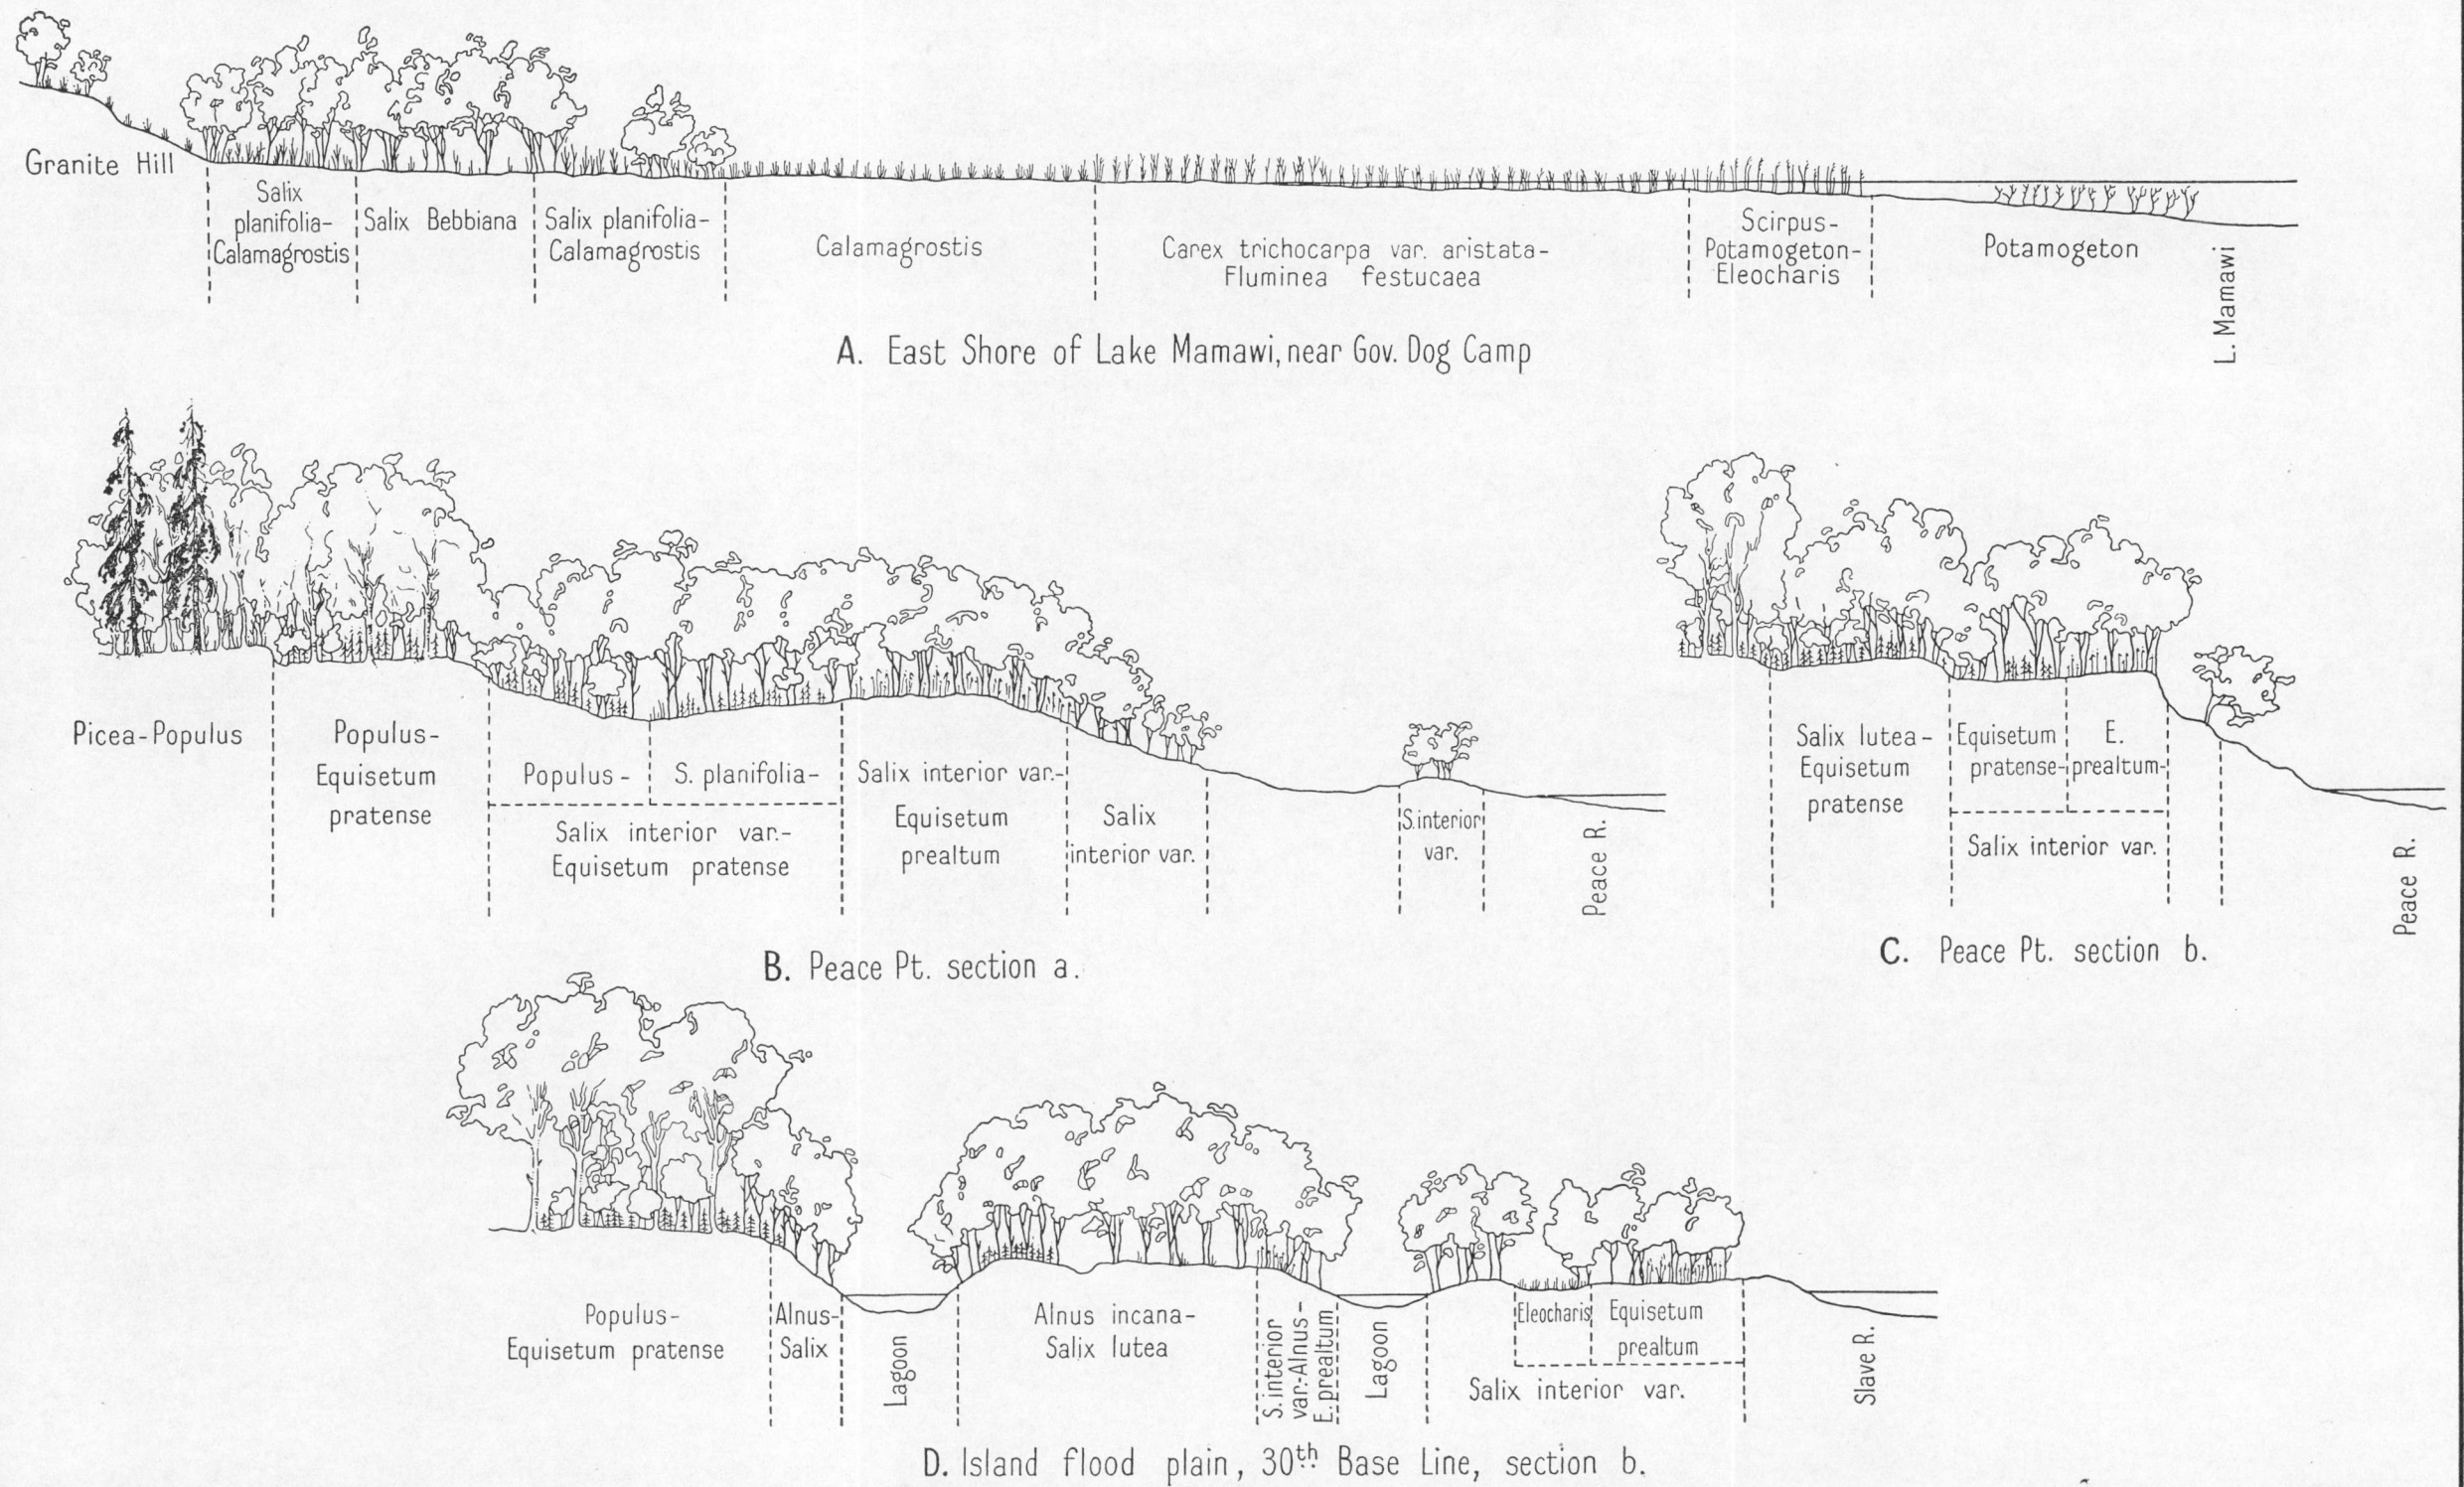 Granite Hill
Salix
planifolia-
Calamagrostis
Salix Bebbiana
Salix planifolia-
Calamagrostis
Calamagrostis
Carex trichocarpa var. aristata-
Fluminea festucaea
Scirpus-
Potamogeton-
Eleocharis
Potamogeton
L. Mamawi
A. East Shore of Lake Mamawi, near Gov. Dog Camp
Picea-Populus
Populus-
Equisetum
pratense
Populus-
S. planifolia-
Salix interior var.-
Equisetum pratense
Salix interior var.-
Equisetum
prealtum
Salix
interior var.
S. interior
var.
Peace R.
B. Peace Pt. section a.
Salix lutea-
Equisetum
pratense
Equisetum
pratense-
E.
prealtum-
Salix interior var.
Peace R.
C. Peace Pt. section b.
Populus-
Equisetum pratense
Alnus-
Salix
Lagoon
Alnus incana-
Salix lutea
S. interior
var.-Alnus-
E. prealtum
Lagoon
Eleocharis
Equisetum
prealtum
Salix interior var.
Slave R.
D. Island flood plain, 30th Base Line, section b.